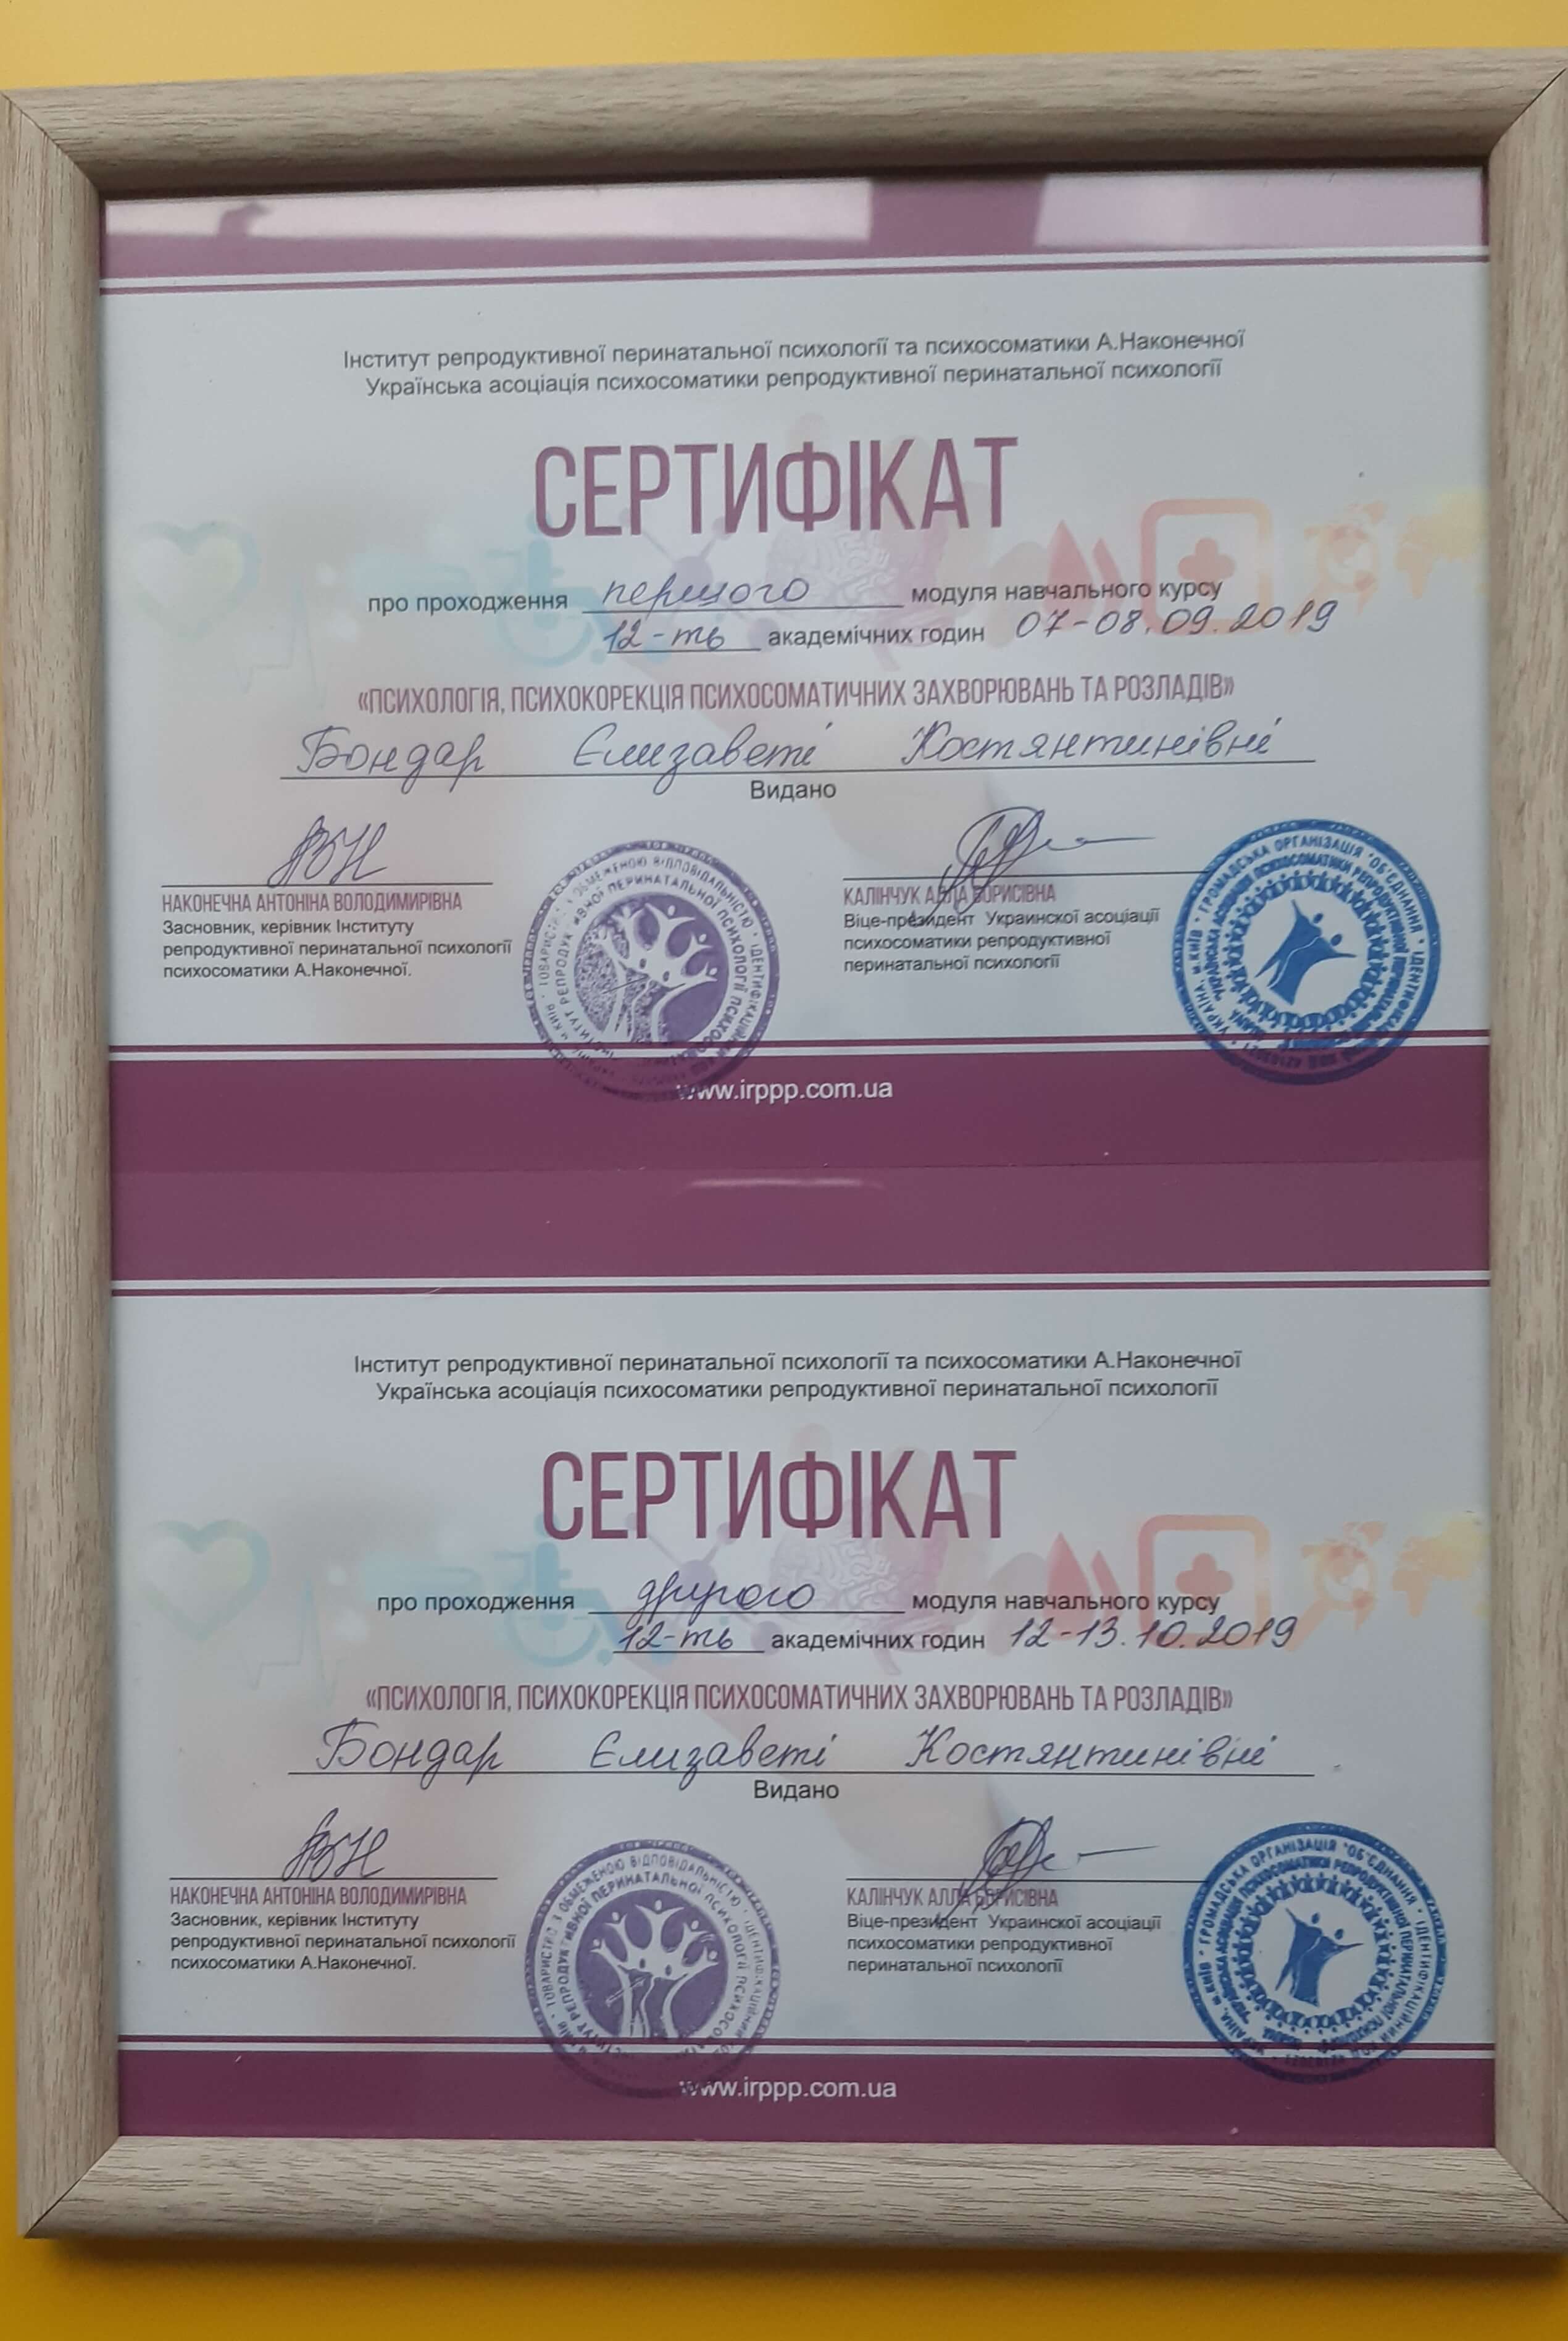 Інститут репродуктивної перинатальної психології та психосоматики А.Наконечної
Українська асоціація психосоматики репродуктивної перинатальної психології
СЕРТИФІКАТ
про проходження першого модуля навчального курсу
12-ть академічних годин 07-08.09.2019
«ПСИХОЛОГІЯ, ПСИХОКОРЕКЦІЯ ПСИХОСОМАТИЧНИХ ЗАХВОРЮВАНЬ ТА РОЗЛАДІВ»
Бондар Єлизаветі Костянтинівні
Видано
НАКОНЕЧНА АНТОНІНА ВОЛОДИМИРІВНА
Засновник, керівник Інституту
репродуктивної перинатальної психології
психосоматики А.Наконечної.
КАЛІНЧУК АЛЛА БОРИСІВНА
Віце-президент Украинскої асоціації
психосоматики репродуктивної
перинатальної психології
www.irppp.com.ua
Інститут репродуктивної перинатальної психології та психосоматики А.Наконечної
Українська асоціація психосоматики репродуктивної перинатальної психології
СЕРТИФІКАТ
про проходження другого модуля навчального курсу
12-ть академічних годин 12-13.10.2019
«ПСИХОЛОГІЯ, ПСИХОКОРЕКЦІЯ ПСИХОСОМАТИЧНИХ ЗАХВОРЮВАНЬ ТА РОЗЛАДІВ»
Бондар Єлизаветі Костянтинівні
Видано
НАКОНЕЧНА АНТОНІНА ВОЛОДИМИРІВНА
Засновник, керівник Інституту
репродуктивної перинатальної психології
психосоматики А.Наконечної.
КАЛІНЧУК АЛЛА БОРИСІВНА
Віце-президент Украинскої асоціації
психосоматики репродуктивної
перинатальної психології
www.irppp.com.ua